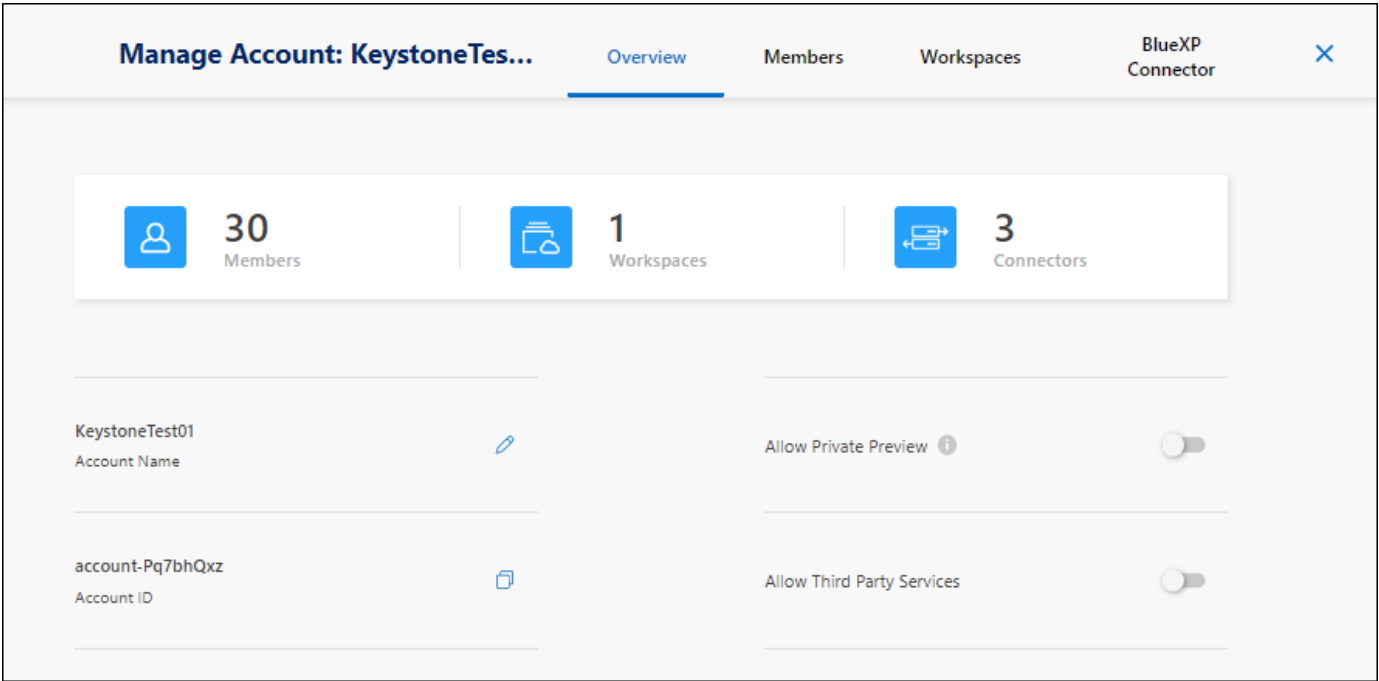 Manage Account: KeystoneTes...
Overview
Members
Workspaces
BlueXP
Connector
30
Members
1
Workspaces
3
Connectors
KeystoneTest01
Account Name
Allow Private Preview
account-Pq7bhQxz
Account ID
Allow Third Party Services